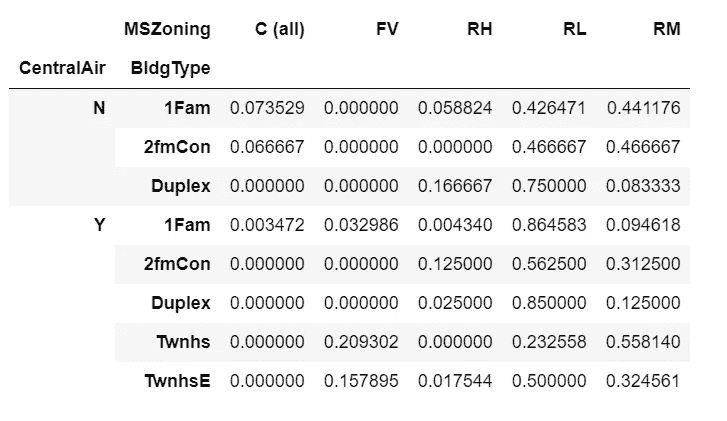 MSZoning C (all) FV RH RL RM
CentralAir BldgType
N 1Fam 0.073529 0.000000 0.058824 0.426471 0.441176
2fmCon 0.066667 0.000000 0.000000 0.466667 0.466667
Duplex 0.000000 0.000000 0.166667 0.750000 0.083333
Y 1Fam 0.003472 0.032986 0.004340 0.864583 0.094618
2fmCon 0.000000 0.000000 0.125000 0.562500 0.312500
Duplex 0.000000 0.000000 0.025000 0.850000 0.125000
Twnhs 0.000000 0.209302 0.000000 0.232558 0.558140
TwnhsE 0.000000 0.157895 0.017544 0.500000 0.324561